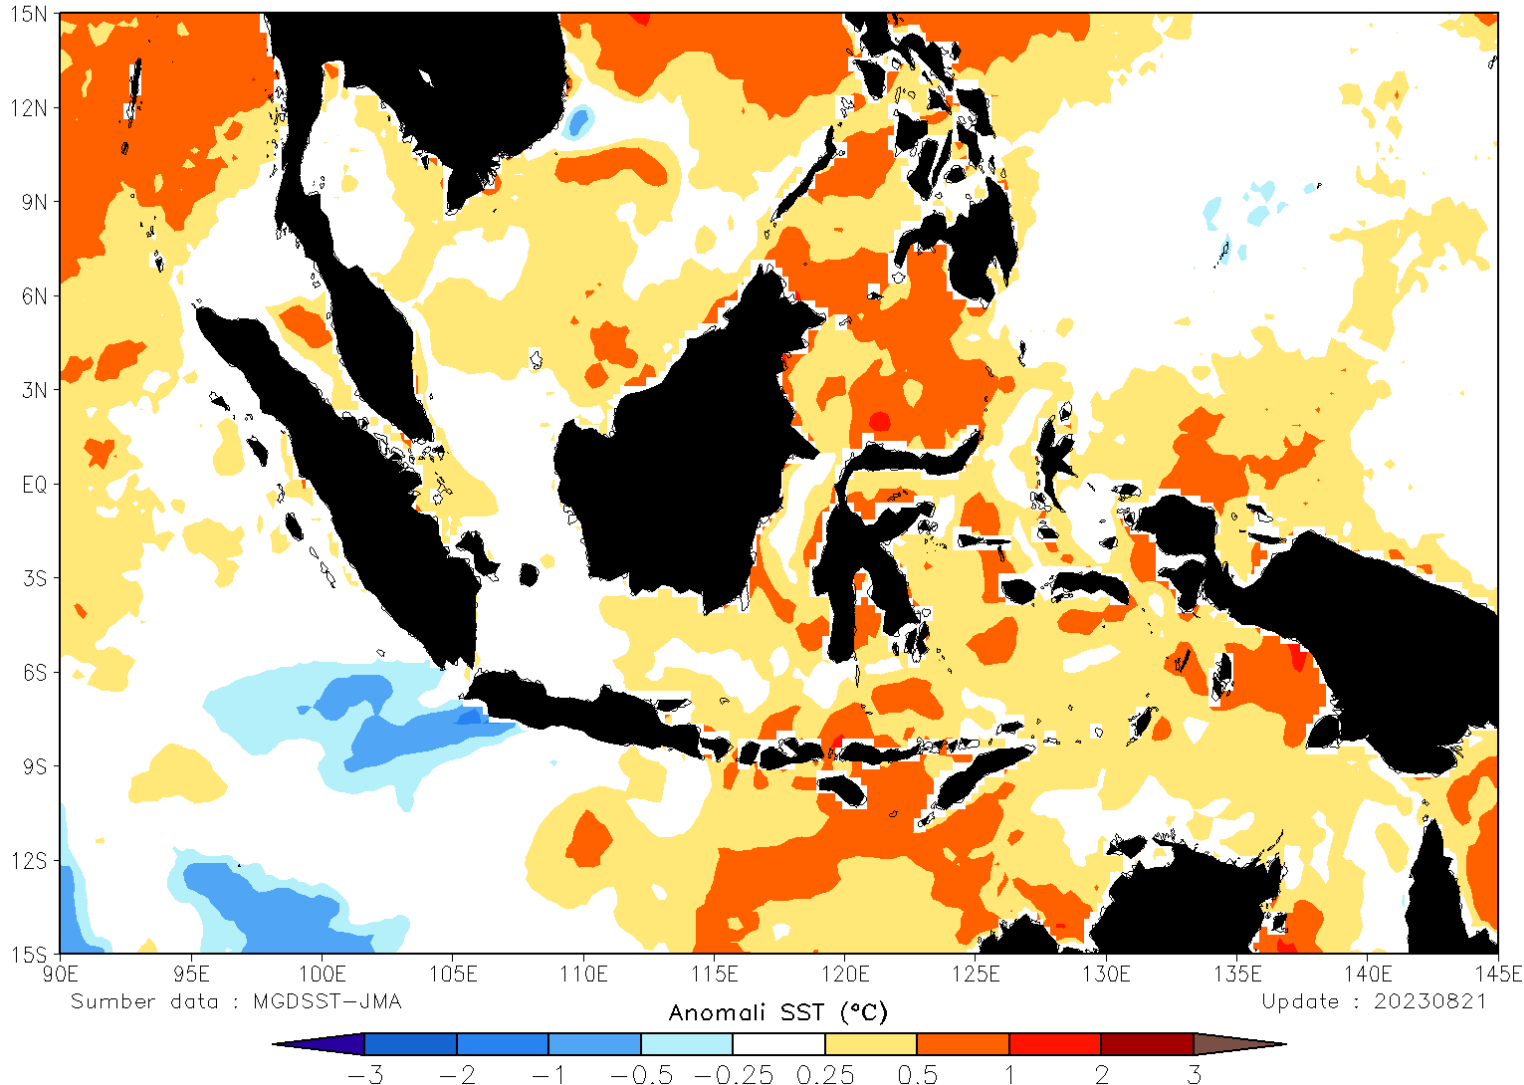 15N
12N
9N
6N
3N
EQ
3S
6S
9S
12S
15S
90E 95E 100E 105E 110E 115E 120E 125E 130E 135E 140E 145E
Sumber data : MGDSST-JMA
Update : 20230821
Anomali SST (°C)
-3 -2 -1 -0.5 -0.25 0.25 0.5 1 2 3